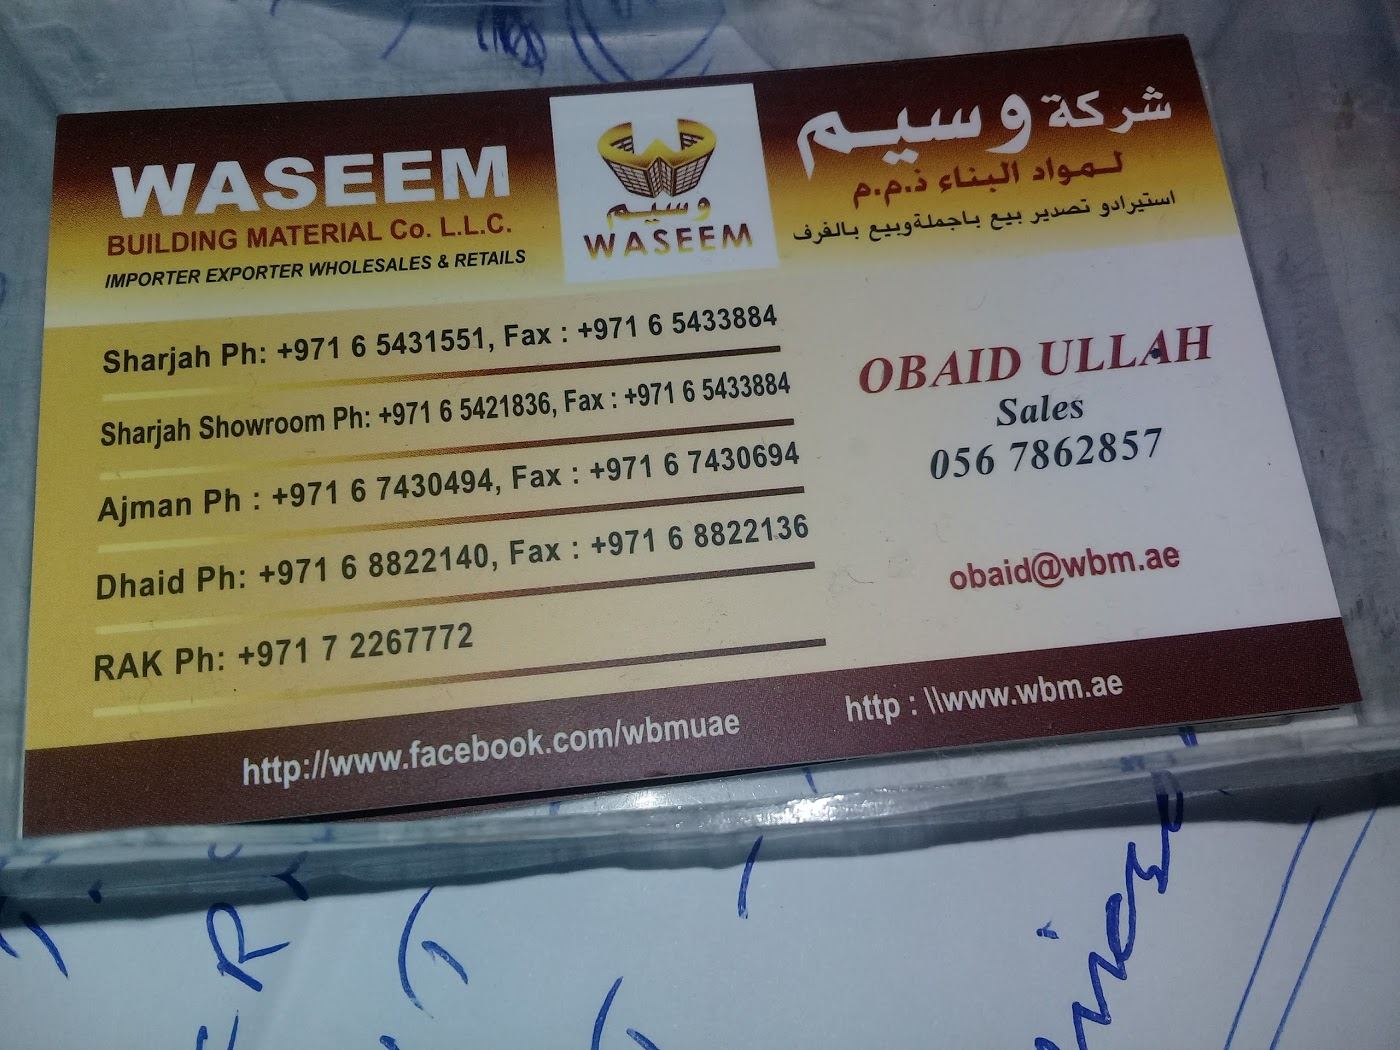 WASEEM
BUILDING MATERIAL Co. L.L.C.
IMPORTER EXPORTER WHOLESALES & RETAILS
وسيم
WASEEM
شركة وسيم
لمواد البناء ذ.م.م
استيرادو تصدير بيع باجملةوبيع بالفرف
Sharjah Ph: +971 6 5431551, Fax : +971 6 5433884
Sharjah Showroom Ph: +971 6 5421836, Fax : +971 6 5433884
Ajman Ph : +971 6 7430494, Fax : +971 6 7430694
Dhaid Ph: +971 6 8822140, Fax : +971 6 8822136
RAK Ph: +971 7 2267772
OBAID ULLAH
Sales
056 7862857
obaid@wbm.ae
http://www.facebook.com/wbmuae
http : \\www.wbm.ae